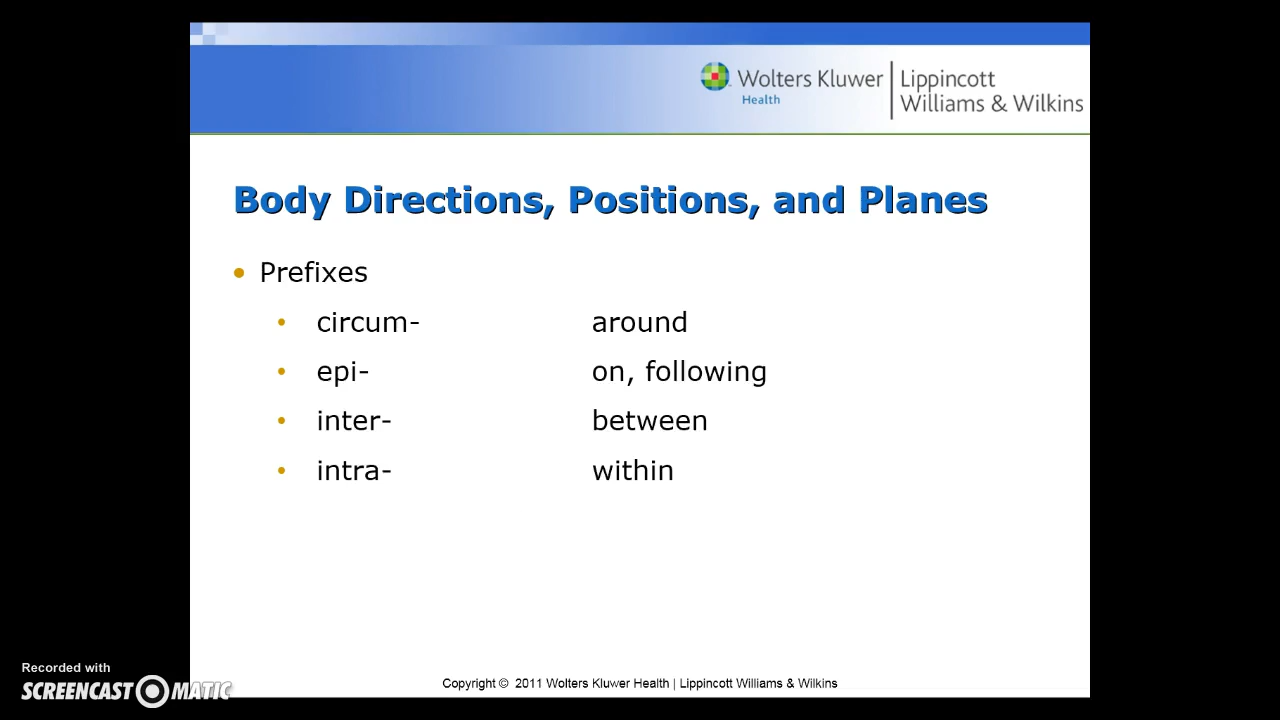 Wolters Kluwer
Health
Lippincott
Williams & Wilkins
Body Directions, Positions, and Planes
• Prefixes
• circum- around
• epi- on, following
• inter- between
• intra- within
Recorded with
SCREENCAST MATIC
Copyright © 2011 Wolters Kluwer Health | Lippincott Williams & Wilkins